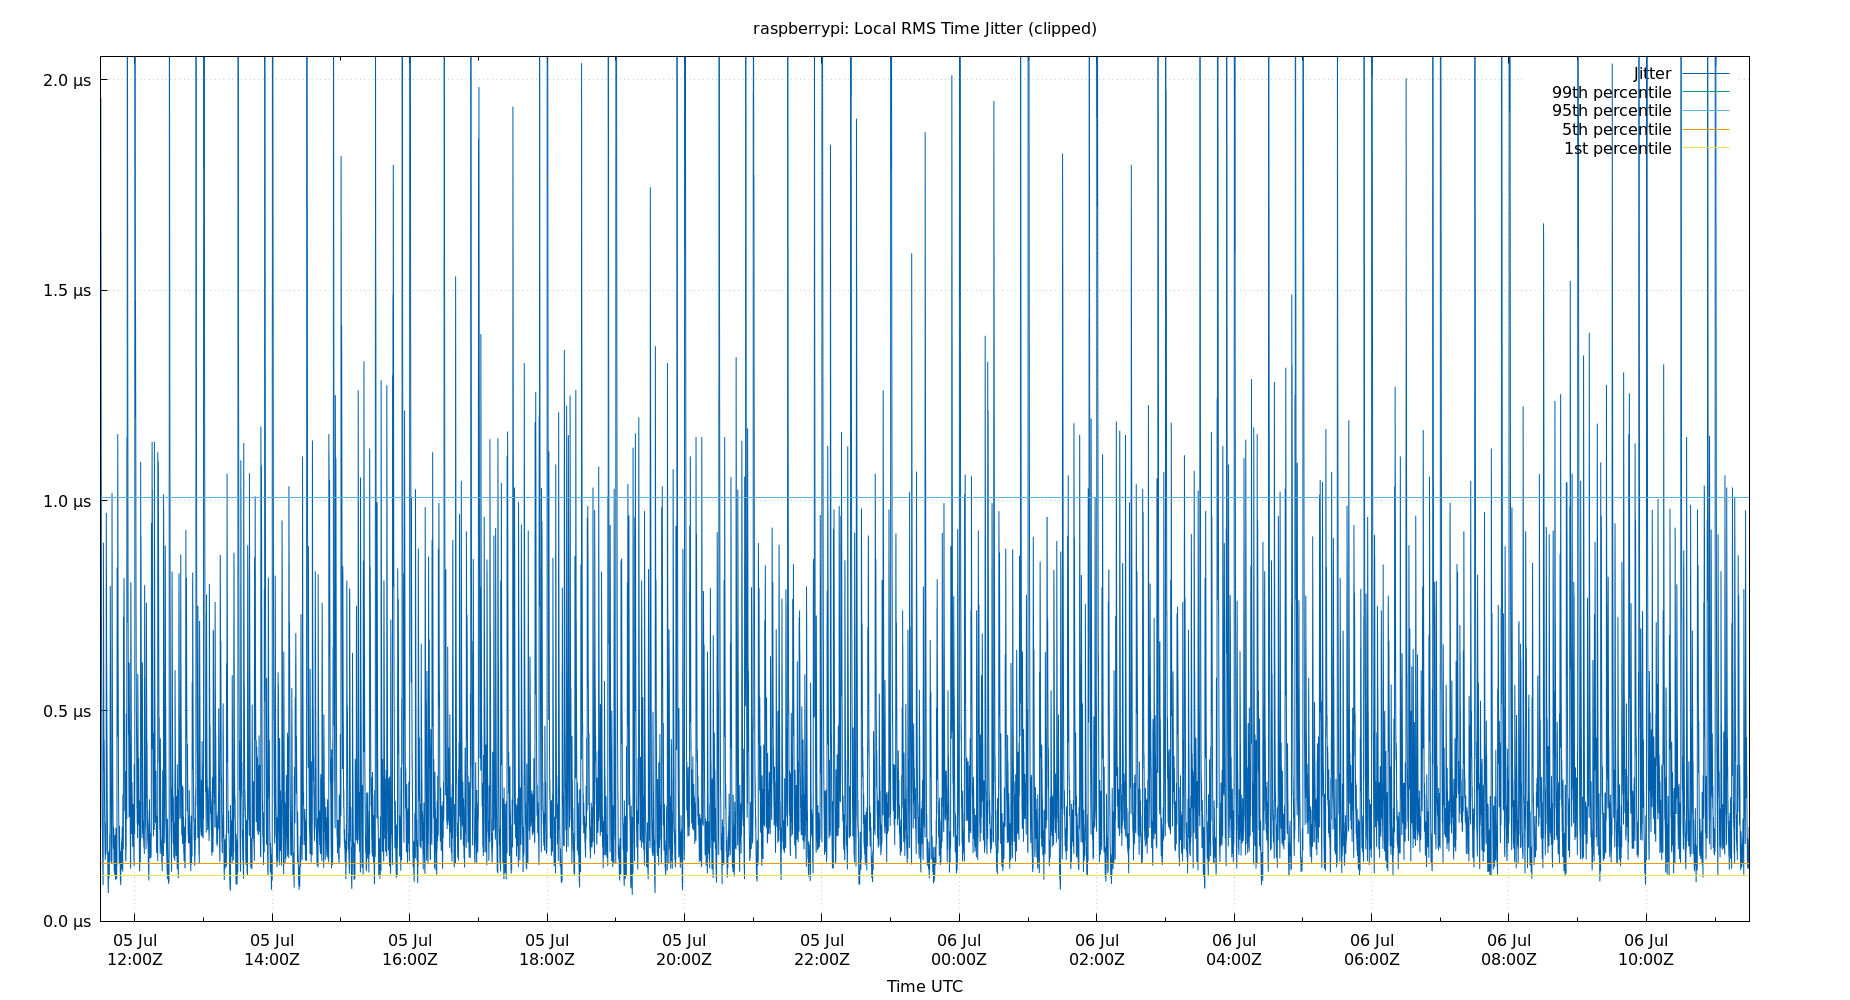 raspberrypi: Local RMS Time Jitter (clipped)
2.0 μs
1.5 μs
1.0 μs
0.5 μs
0.0 μs
Jitter
99th percentile
95th percentile
5th percentile
1st percentile
05 Jul 05 Jul 05 Jul 05 Jul 05 Jul 05 Jul 06 Jul 06 Jul 06 Jul 06 Jul 06 Jul 06 Jul
12:00Z 14:00Z 16:00Z 18:00Z 20:00Z 22:00Z 00:00Z 02:00Z 04:00Z 06:00Z 08:00Z 10:00Z
Time UTC